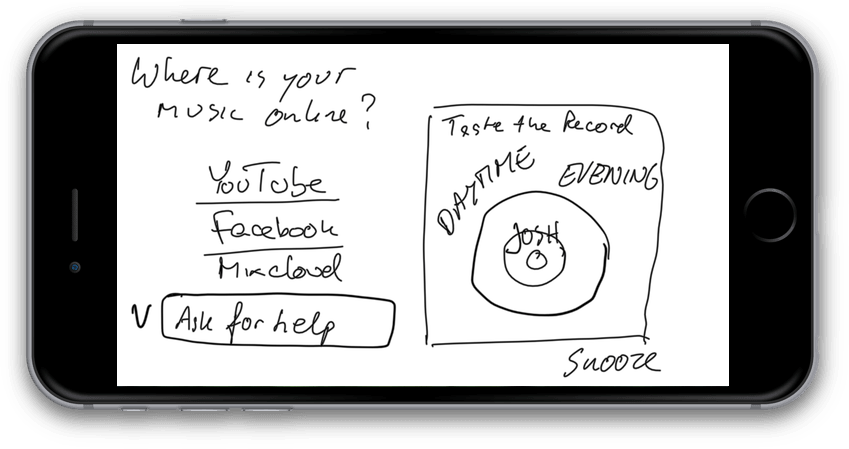 Where is your
music online?
YouTube
Facebook
Mixcloud
V Ask for help
Taste the Record
DAYTIME
EVENING
JOSH
Snooze